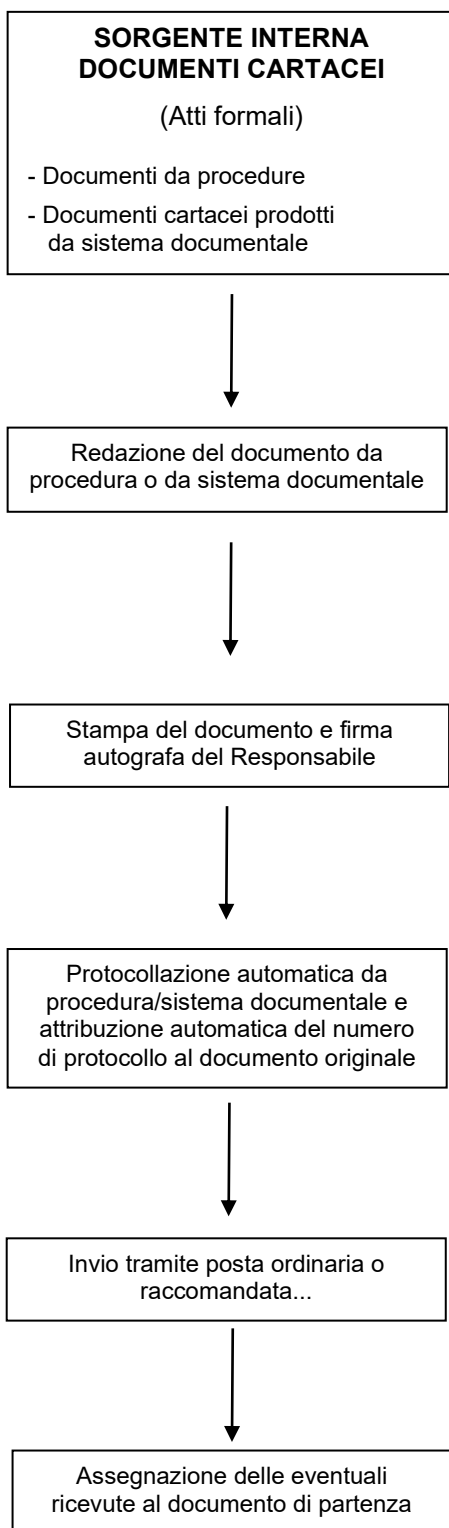 SORGENTE INTERNA
DOCUMENTI CARTACEI
(Atti formali)
- Documenti da procedure
- Documenti cartacei prodotti
da sistema documentale
Redazione del documento da
procedura o da sistema documentale
Stampa del documento e firma
autografa del Responsabile
Protocollazione automatica da
procedura/sistema documentale e
attribuzione automatica del numero
di protocollo al documento originale
Invio tramite posta ordinaria o
raccomandata...
Assegnazione delle eventuali
ricevute al documento di partenza